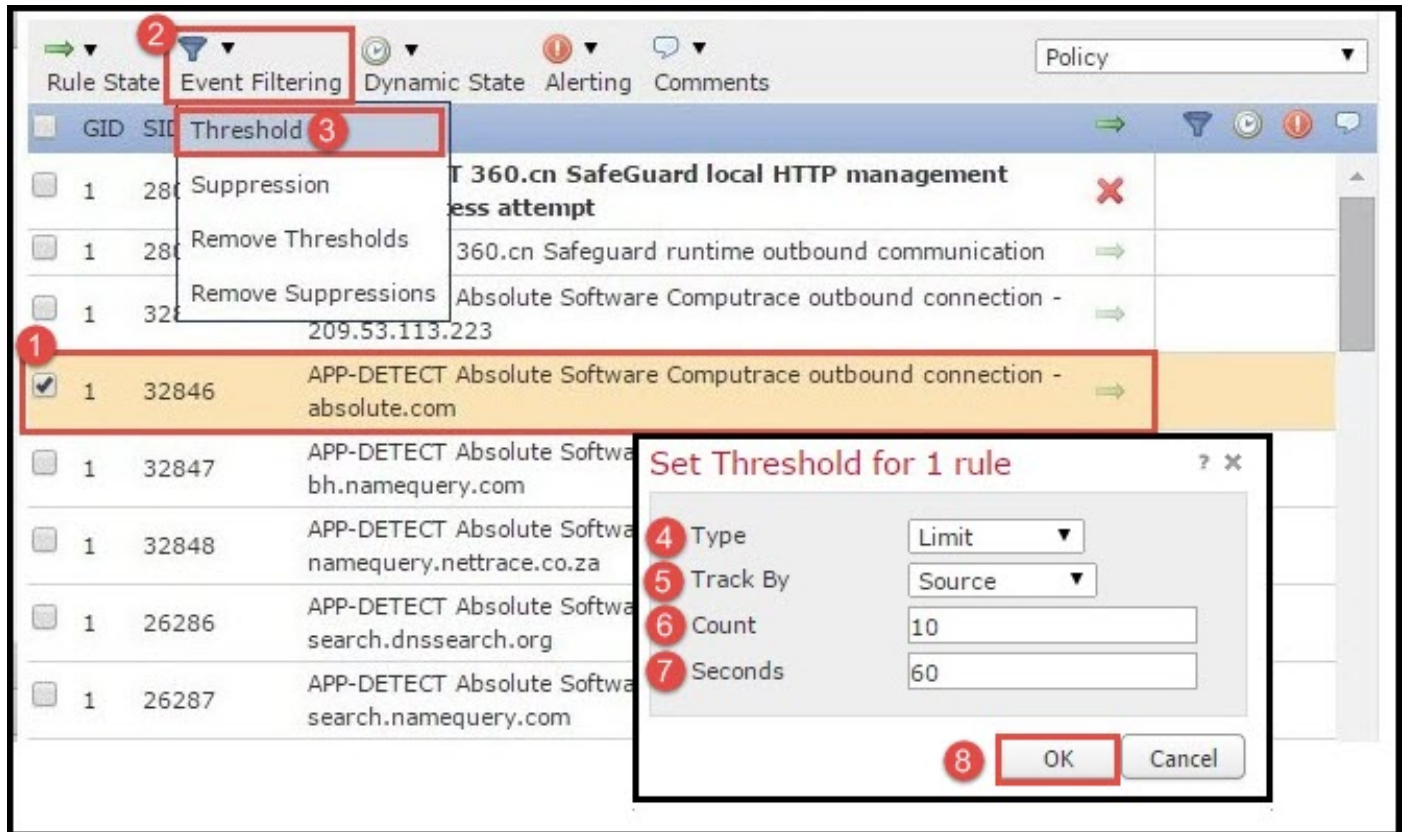 2
Rule State Event Filtering Dynamic State Alerting Comments
Policy
GID SID
Threshold 3
Suppression
Remove Thresholds
Remove Suppressions
1 T 360.cn SafeGuard local HTTP management
attempt
1 360.cn Safeguard runtime outbound communication
1 Absolute Software Computrace outbound connection -
209.53.113.223
1
1 32846 APP-DETECT Absolute Software Computrace outbound connection -
absolute.com
1 32847 APP-DETECT Absolute
bh.namequery.com
1 32848 APP-DETECT Absolute
namequery.nettrace.co.za
1 26286 APP-DETECT Absolute
search.dnssearch.org
1 26287 APP-DETECT Absolute
search.namequery.com
Set Threshold for 1 rule ?
4 Type Limit
5 Track By Source
6 Count 10
7 Seconds 60
8 OK Cancel